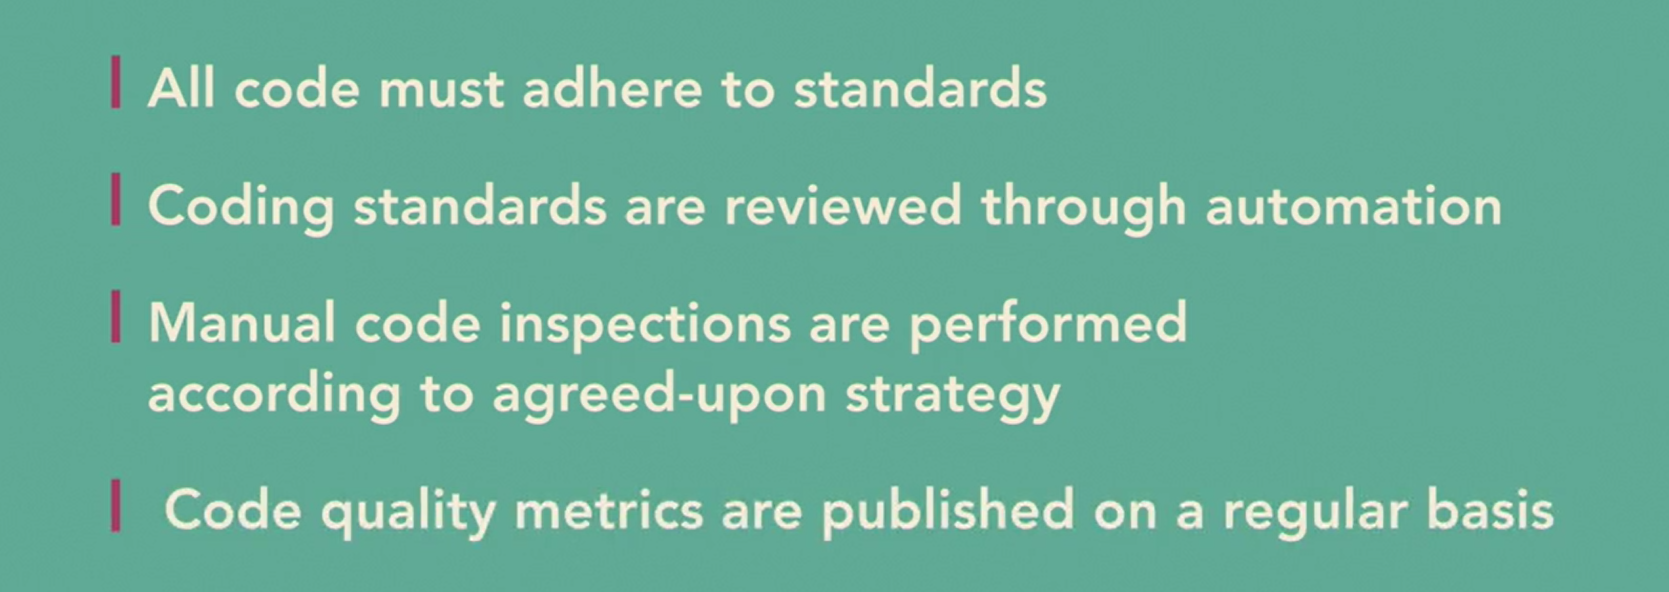 All code must adhere to standards
Coding standards are reviewed through automation
Manual code inspections are performed
according to agreed-upon strategy
Code quality metrics are published on a regular basis